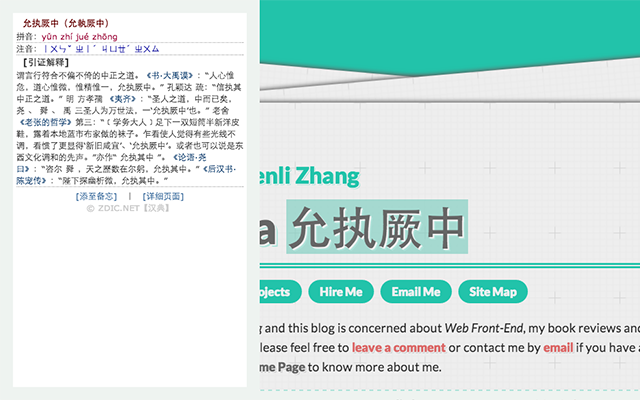 允执厥中（允執厥中）
拼音：yǔn zhí jué zhōng
注音：ㄧㄨㄣˇ ㄓㄧˊ ㄐㄩㄝˊ ㄓㄨㄙ
[引证解释]
谓言行符合不偏不倚的中正之道。《书·大禹谟》：“人心惟
危，道心惟微，惟精惟一，允执厥中。” 孔颖达 疏：“信执其
中正之道。” 明 方孝孺 《夷齐》：“圣人之道，中而已矣，
尧 、 舜 、 禹 三圣人为万世法，一‘允执厥中’也。” 老舍
《老张的哲学》第三：“（学务大人）足下一双短筒半新洋皮
鞋，露着本地蓝市布家做的袜子。乍看使人觉得有些光线不
调，看惯了更显得‘新旧咸宜’、‘允执厥中’。或者也可以说是东
西文化调和的先声。”亦作“ 允执其中 ”。《论语·尧
曰》：“咨尔 舜 ，天之历数在尔躬，允执其中。”《后汉书·
陈宠传》：“陛下探幽析微，允执其中。”
[添至备忘] | [详细页面]
© ZDIC.NET【汉典】
enli Zhang
a 允执厥中
ojects Hire Me Email Me Site Map
g and this blog is concerned about Web Front-End, my book reviews and
lease feel free to leave a comment or contact me by email if you have a
me Page to know more about me.